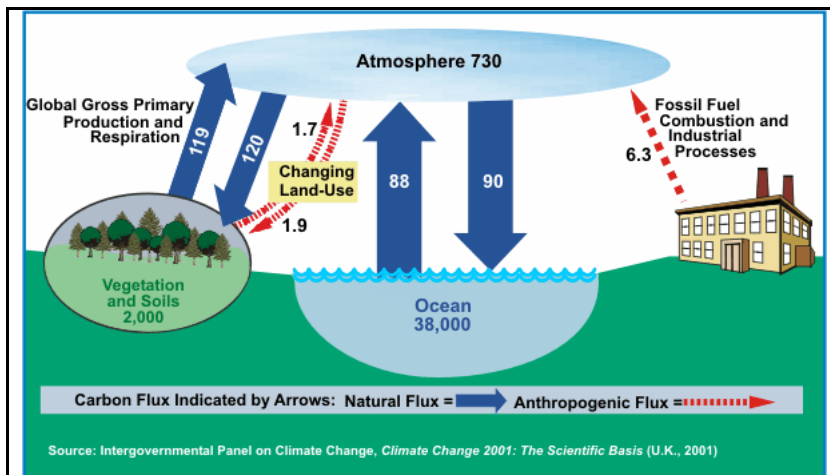 Atmosphere 730
Global Gross Primary
Production and
Respiration
119
120
1.7
Changing
Land-Use
1.9
88
90
Fossil Fuel
Combustion and
Industrial
Processes
6.3
Vegetation
and Soils
2,000
Ocean
38,000
Carbon Flux Indicated by Arrows: Natural Flux = Anthropogenic Flux =
Source: Intergovernmental Panel on Climate Change, Climate Change 2001: The Scientific Basis (U.K., 2001)